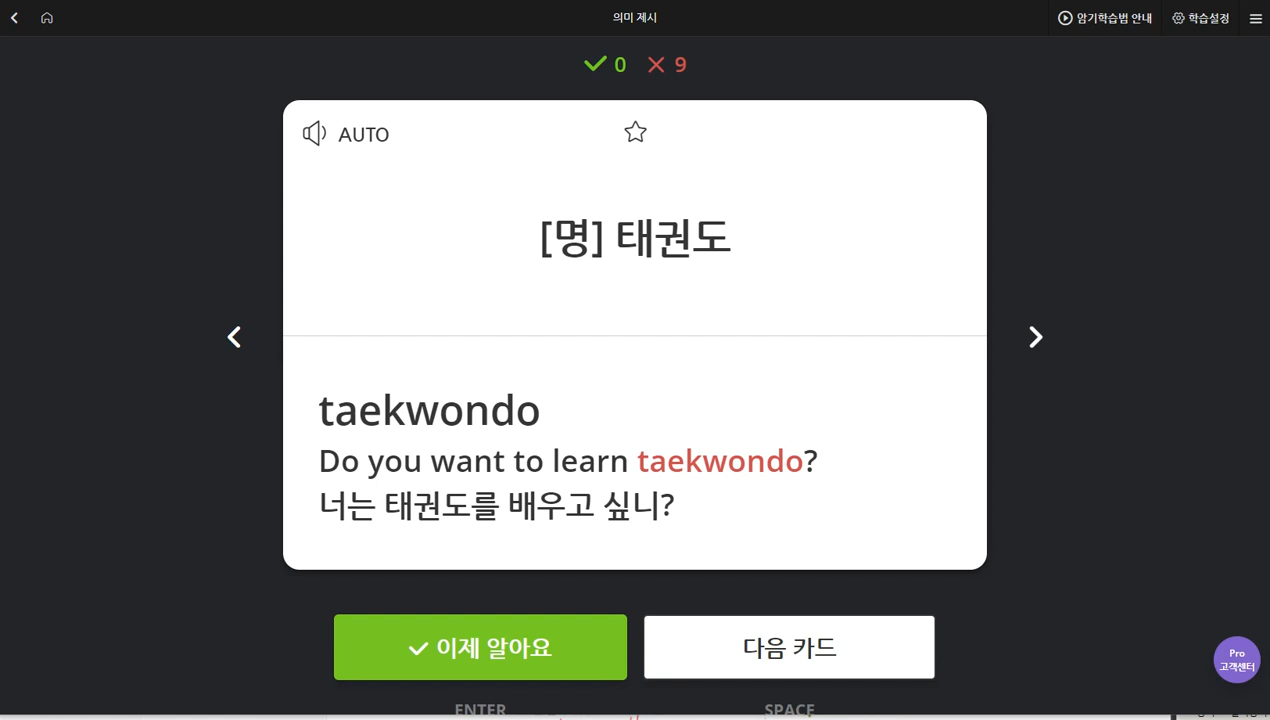 의미 제시
암기학습법 안내
학습설정
0
9
AUTO
[명] 태권도
taekwondo
Do you want to learn taekwondo?
너는 태권도를 배우고 싶니?
이제 알아요
다음 카드
Pro
고객센터
ENTER
SPACE